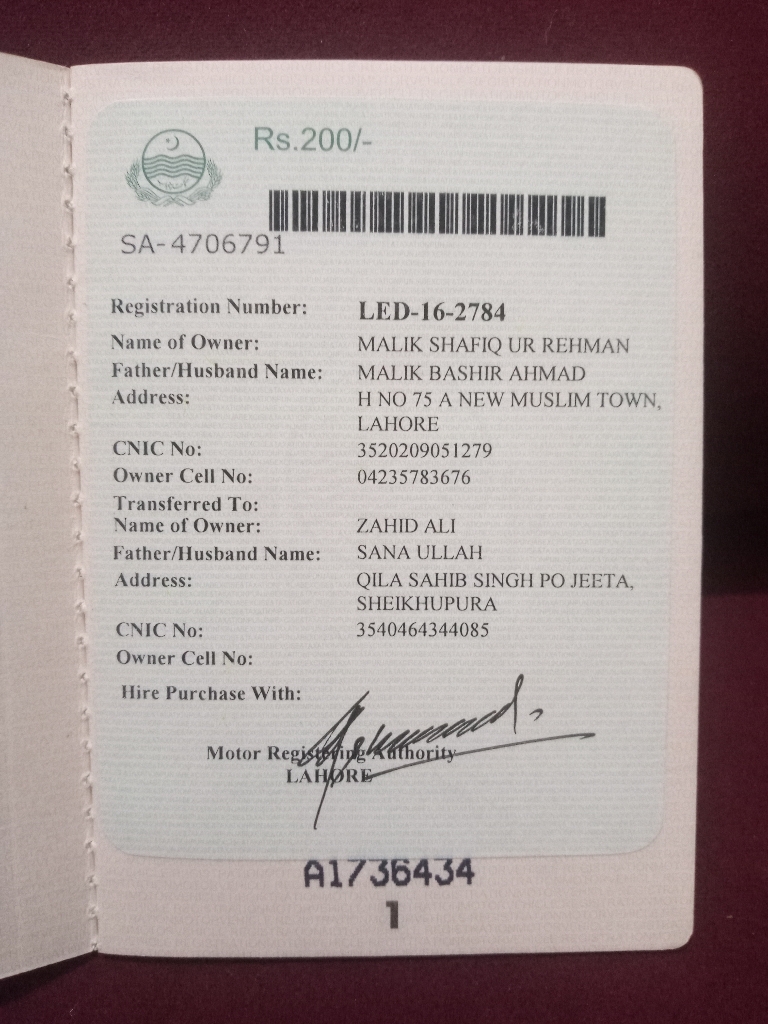 Rs.200/-
SA-4706791
Registration Number: LED-16-2784
Name of Owner: MALIK SHAFIQ UR REHMAN
Father/Husband Name: MALIK BASHIR AHMAD
Address: H NO 75 A NEW MUSLIM TOWN,
LAHORE
CNIC No: 3520209051279
Owner Cell No: 04235783676
Transferred To:
Name of Owner: ZAHID ALI
Father/Husband Name: SANA ULLAH
Address: QILA SAHIB SINGH PO JEETA,
SHEIKHUPURA
CNIC No: 3540464344085
Owner Cell No:
Hire Purchase With:
Motor Registering Authority
LAHORE
A1736434
1